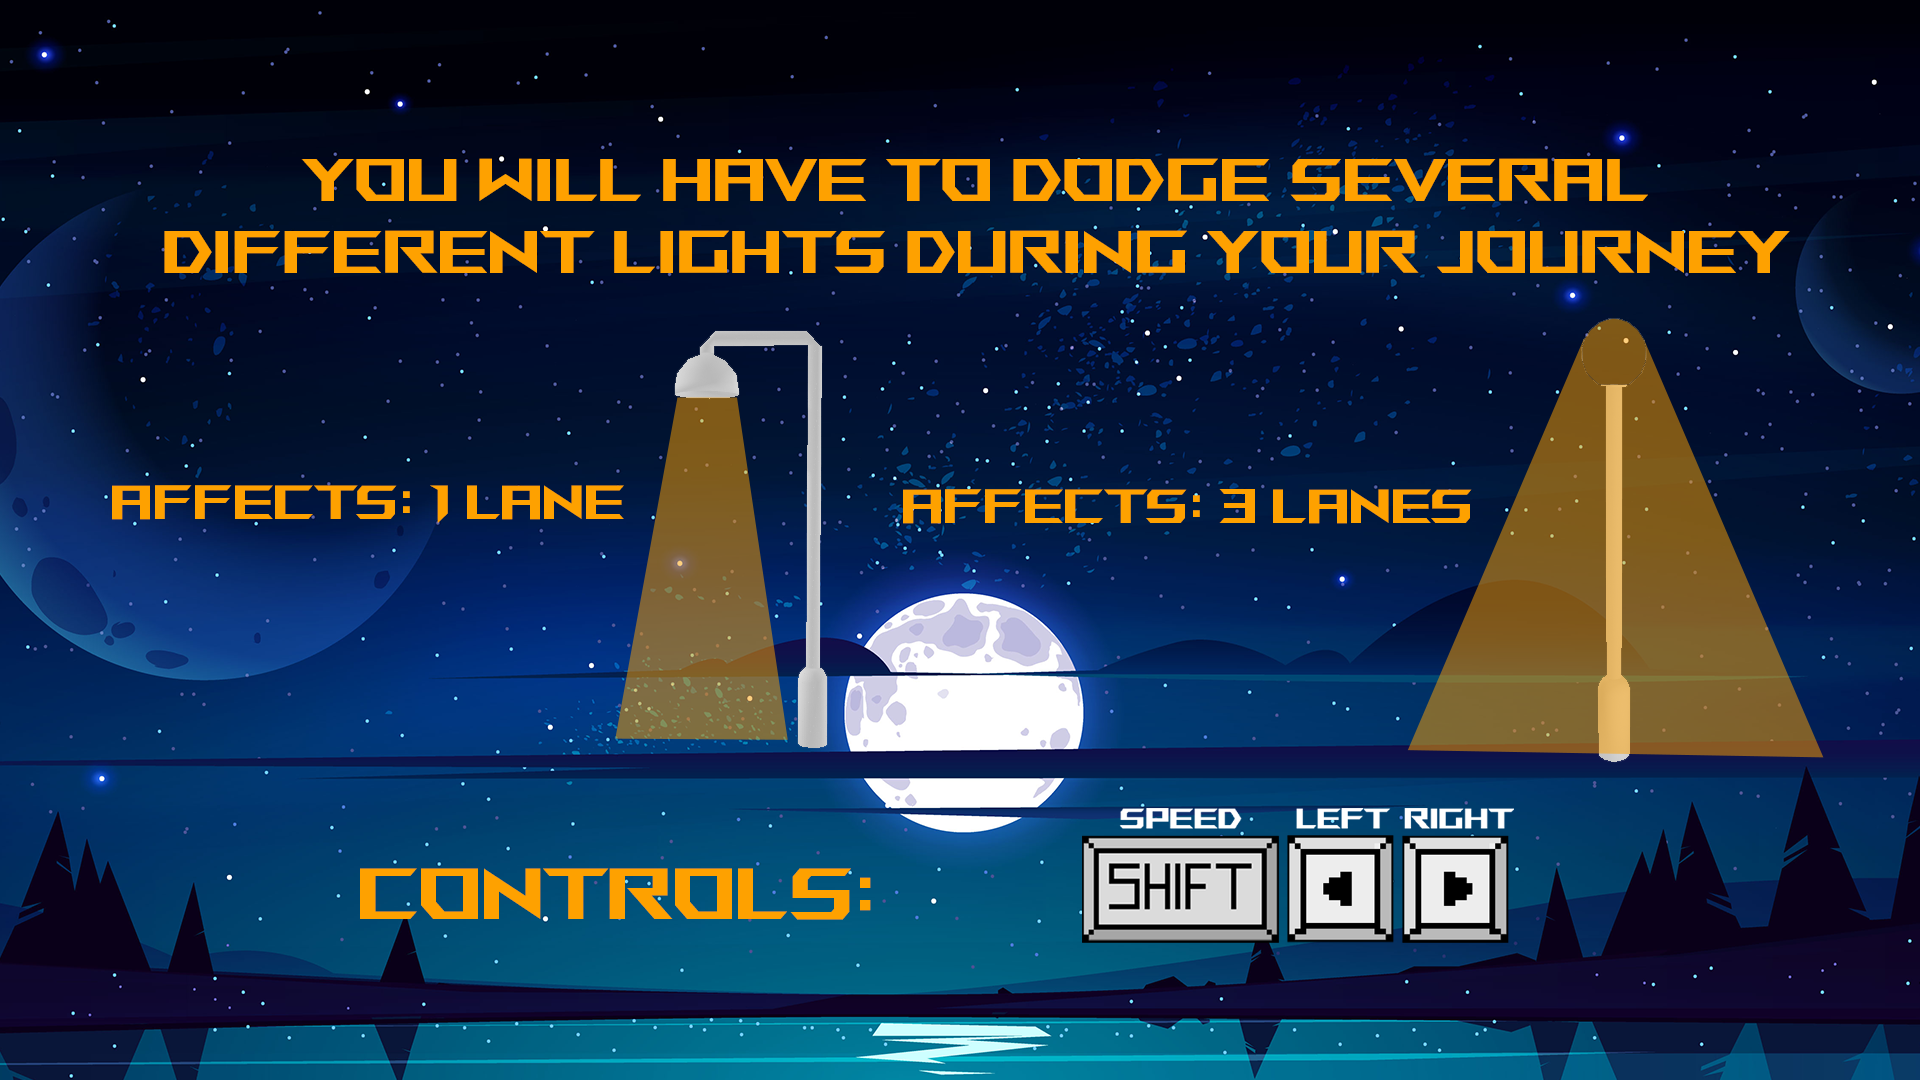 YOU WILL HAVE TO DODGE SEVERAL
DIFFERENT LIGHTS DURING YOUR JOURNEY
AFFECTS: 1 LANE
AFFECTS: 3 LANES
SPEED LEFT RIGHT
CONTROLS:
SHIFT